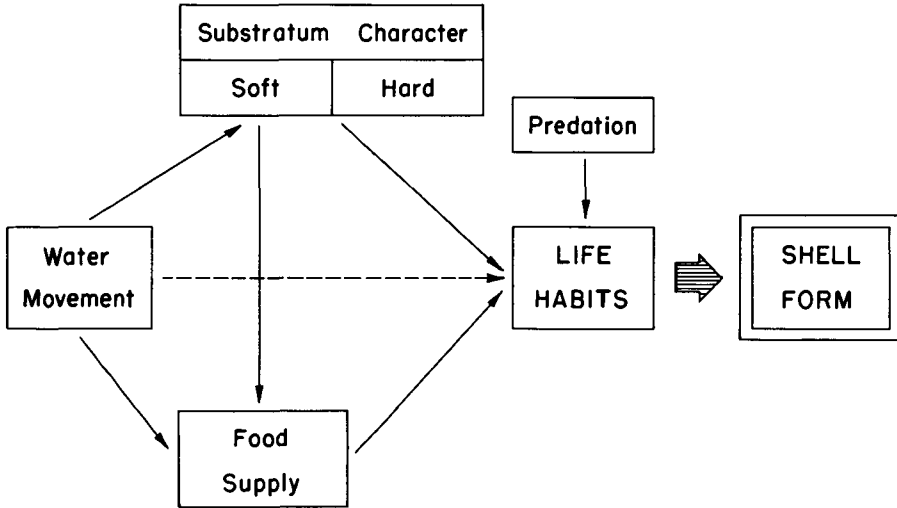 Substratum Character
Soft
Hard
Predation
Water
Movement
LIFE
HABITS
SHELL
FORM
Food
Supply